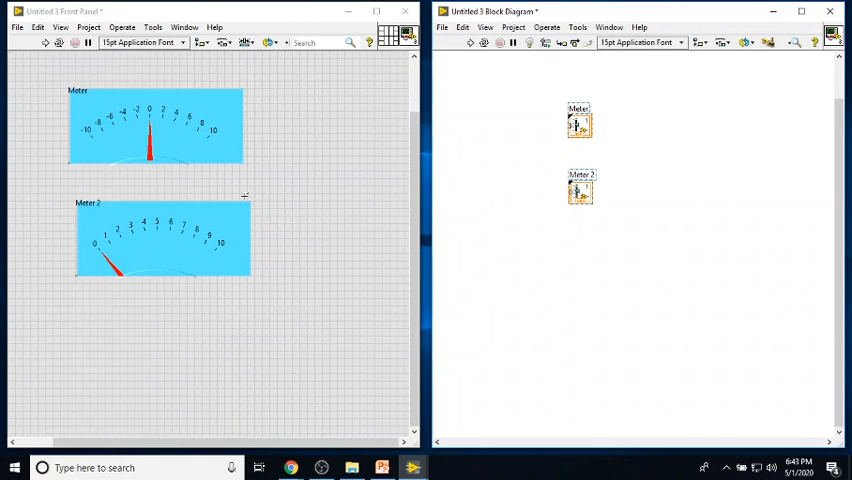 Untitled 3 Front Panel *
File Edit View Project Operate Tools Window Help
15pt Application Font
Search
Meter
-10 -8 -6 -4 -2 0 2 4 6 8 10
Meter 2
0 1 2 3 4 5 6 7 8 9 10
Untitled 3 Block Diagram *
File Edit View Project Operate Tools Window Help
15pt Application Font
Meter
Meter 2
Type here to search
6:43 PM
5/1/2020
4